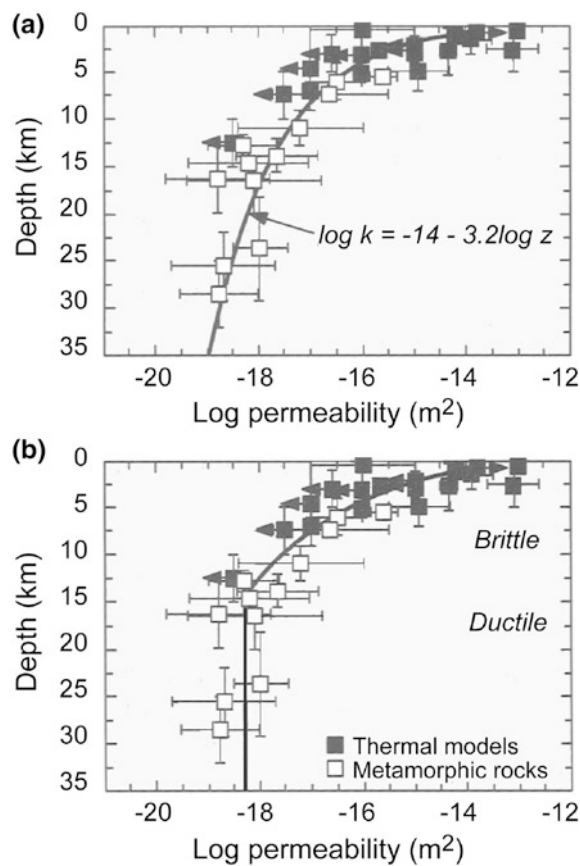 (a)
0
5
10
15
20
25
30
35
Depth (km)
log k = -14 - 3.2log z
-20 -18 -16 -14 -12
Log permeability (m²)
(b)
0
5
10
15
20
25
30
35
Depth (km)
Brittle
Ductile
Thermal models
Metamorphic rocks
-20 -18 -16 -14 -12
Log permeability (m²)